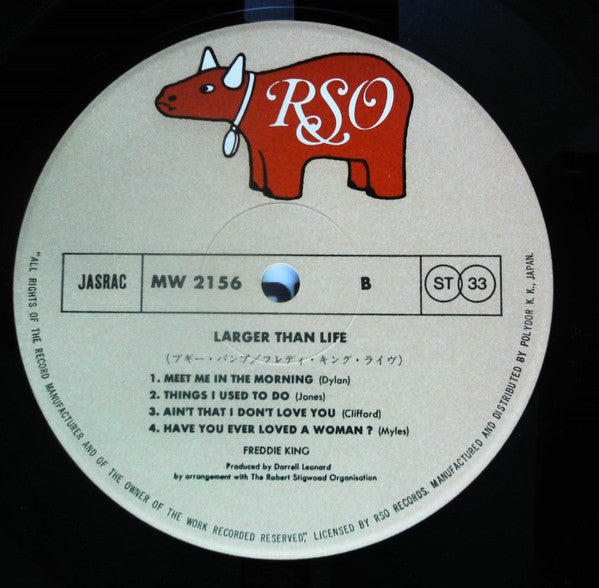 RSO
JASRAC
MW 2156
B
ST 33
LARGER THAN LIFE
(ブギー・バンプ／フレディ・キング・ライヴ)
1. MEET ME IN THE MORNING (Dylan)
2. THINGS I USED TO DO (Jones)
3. AIN'T THAT I DON'T LOVE YOU (Clifford)
4. HAVE YOU EVER LOVED A WOMAN ? (Myles)
FREDDIE KING
Produced by Darrell Leonard
by arrangement with The Robert Stigwood Organisation
"ALL RIGHTS OF THE RECORD MANUFACTURER AND OF THE OWNER OF THE WORK RECORDED RESERVED", LICENSED BY RSO RECORDS, MANUFACTURED AND DISTRIBUTED BY POLYDOR K. K., JAPAN.